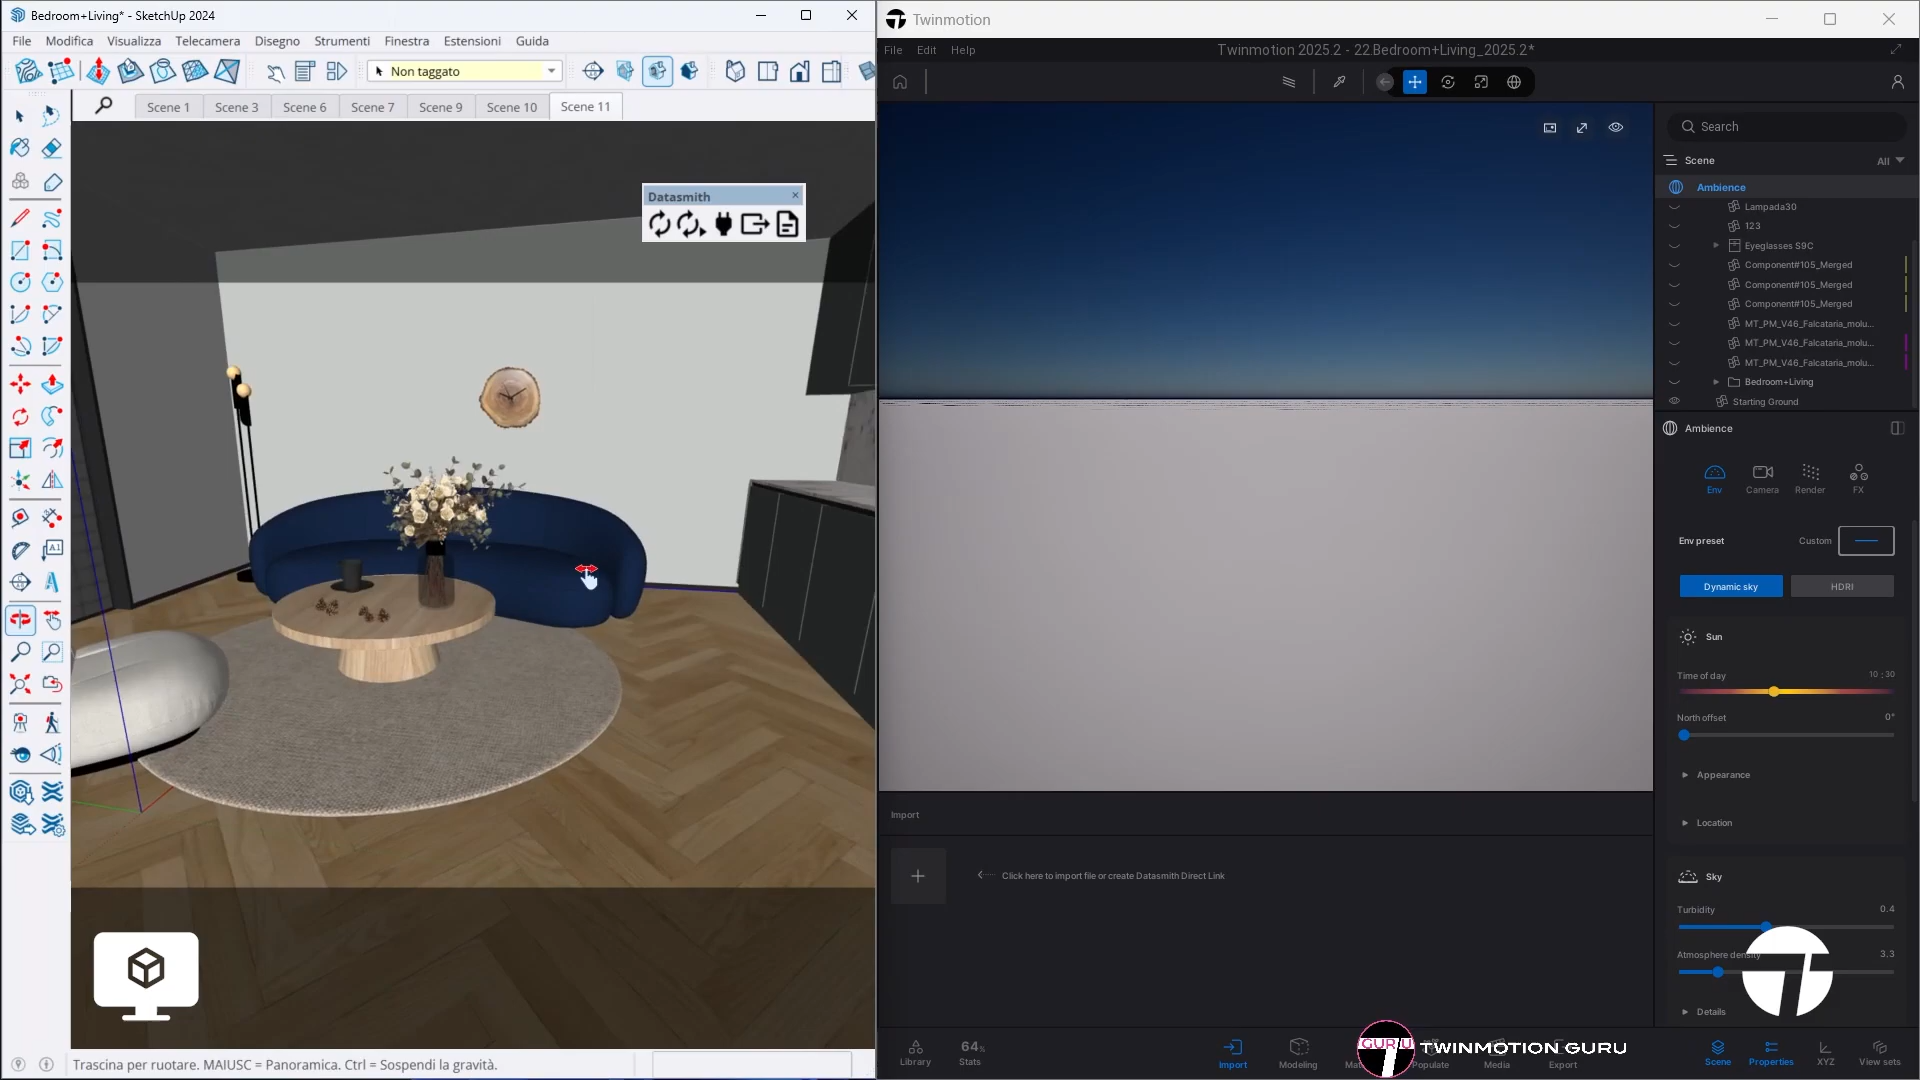 Bedroom+Living* - SketchUp 2024
File Modifica Visualizza Telecamera Disegno Strumenti Finestra Estensioni Guida
Non taggato
Scene 1 Scene 3 Scene 6 Scene 7 Scene 9 Scene 10 Scene 11
Datasmith
Trascina per ruotare. MAIUSC = Panoramica. Ctrl = Sospendi la gravità.
Twinmotion
File Edit Help
Twinmotion 2025.2 - 22.Bedroom+Living_2025.2*
Search
Scene All
Ambience
Lampada30
123
Eyeglasses S9C
Component#105_Merged
Component#105_Merged
Component#105_Merged
MT_PM_V46_Falcataria_molu...
MT_PM_V46_Falcataria_molu...
MT_PM_V46_Falcataria_molu...
Bedroom+Living
Starting Ground
Ambience
Env Camera Render FX
Env preset Custom
Dynamic sky HDRI
Sun
Time of day 10 : 30
North offset 0°
Appearance
Location
Sky
Turbidity 0.4
Atmosphere density 3.3
Details
Import
Click here to import file or create Datasmith Direct Link
Library
64%
Stats
Import Modeling Populate Media Export
GURU
TWINMOTION GURU
Scene Properties XYZ View sets